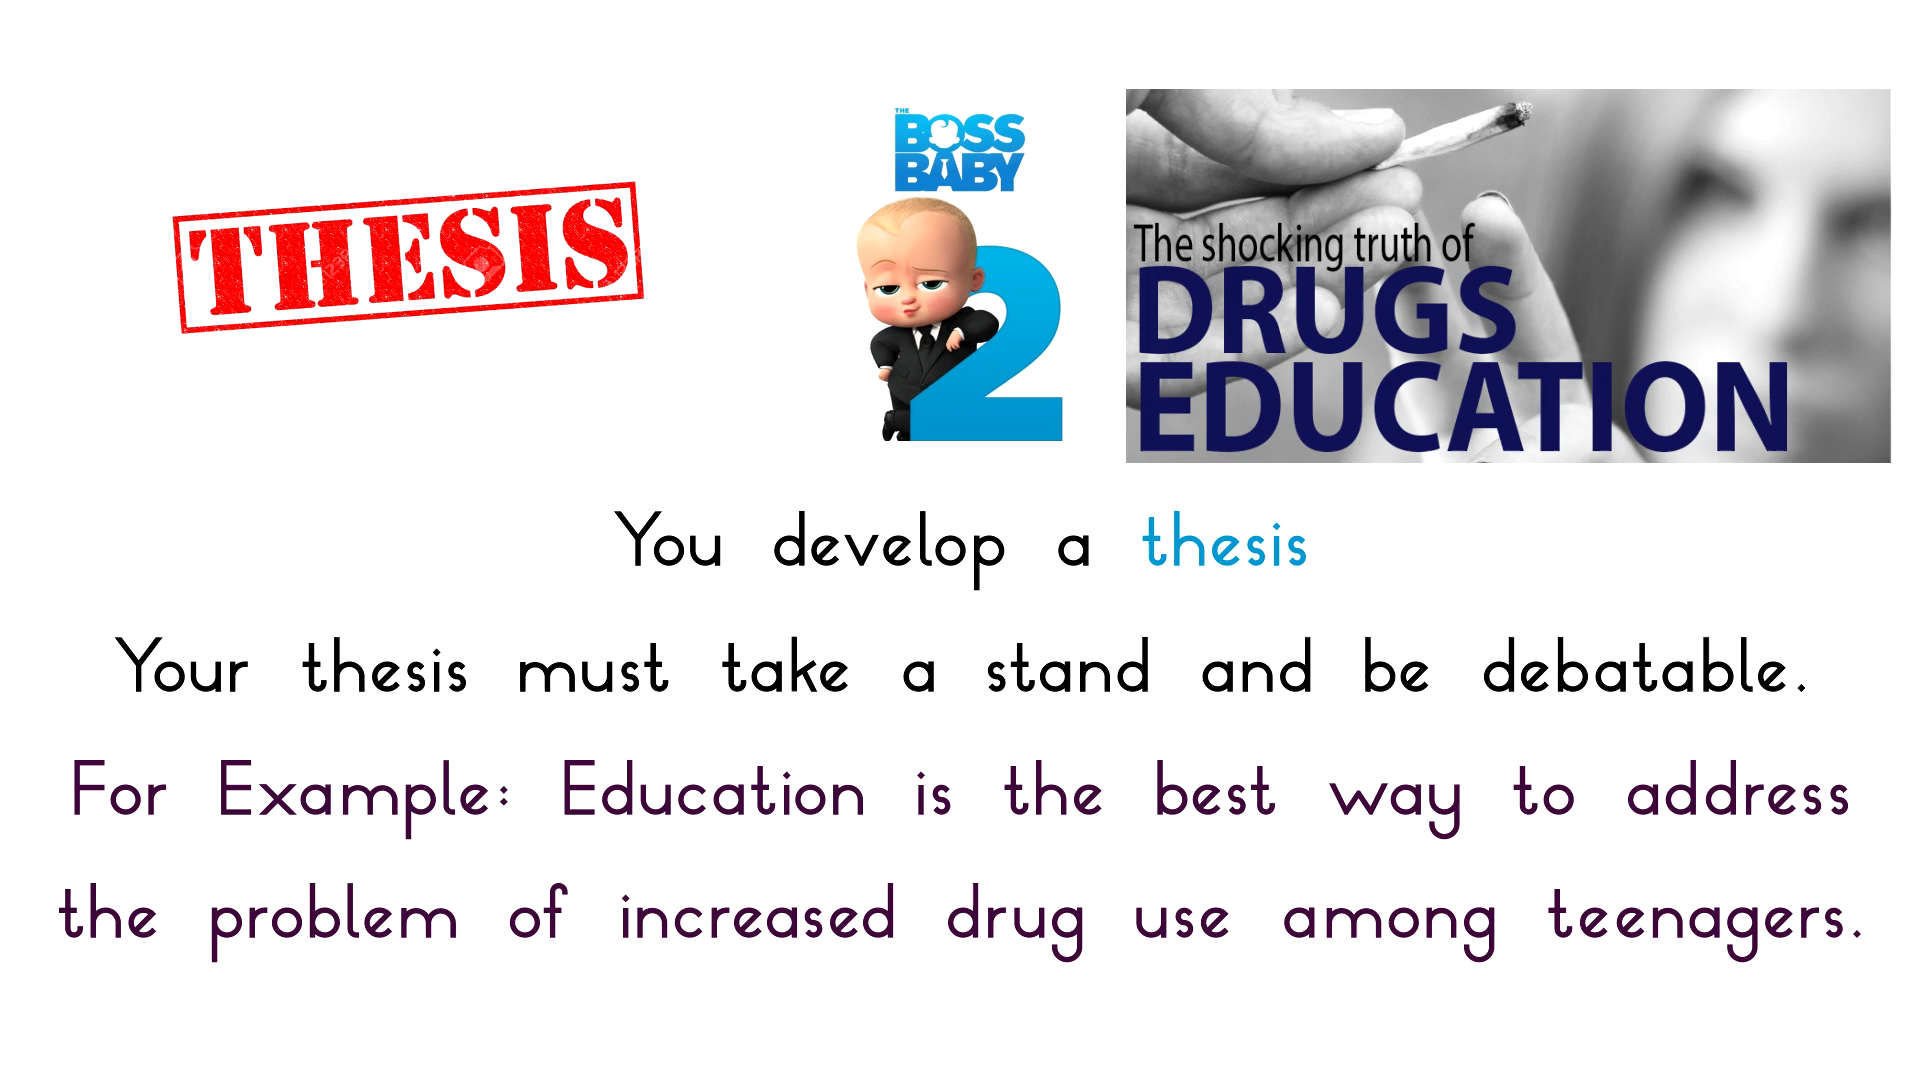 THESIS
THE
BOSS
BABY
2
The shocking truth of
DRUGS
EDUCATION
You develop a thesis
Your thesis must take a stand and be debatable.
For Example: Education is the best way to address
the problem of increased drug use among teenagers.